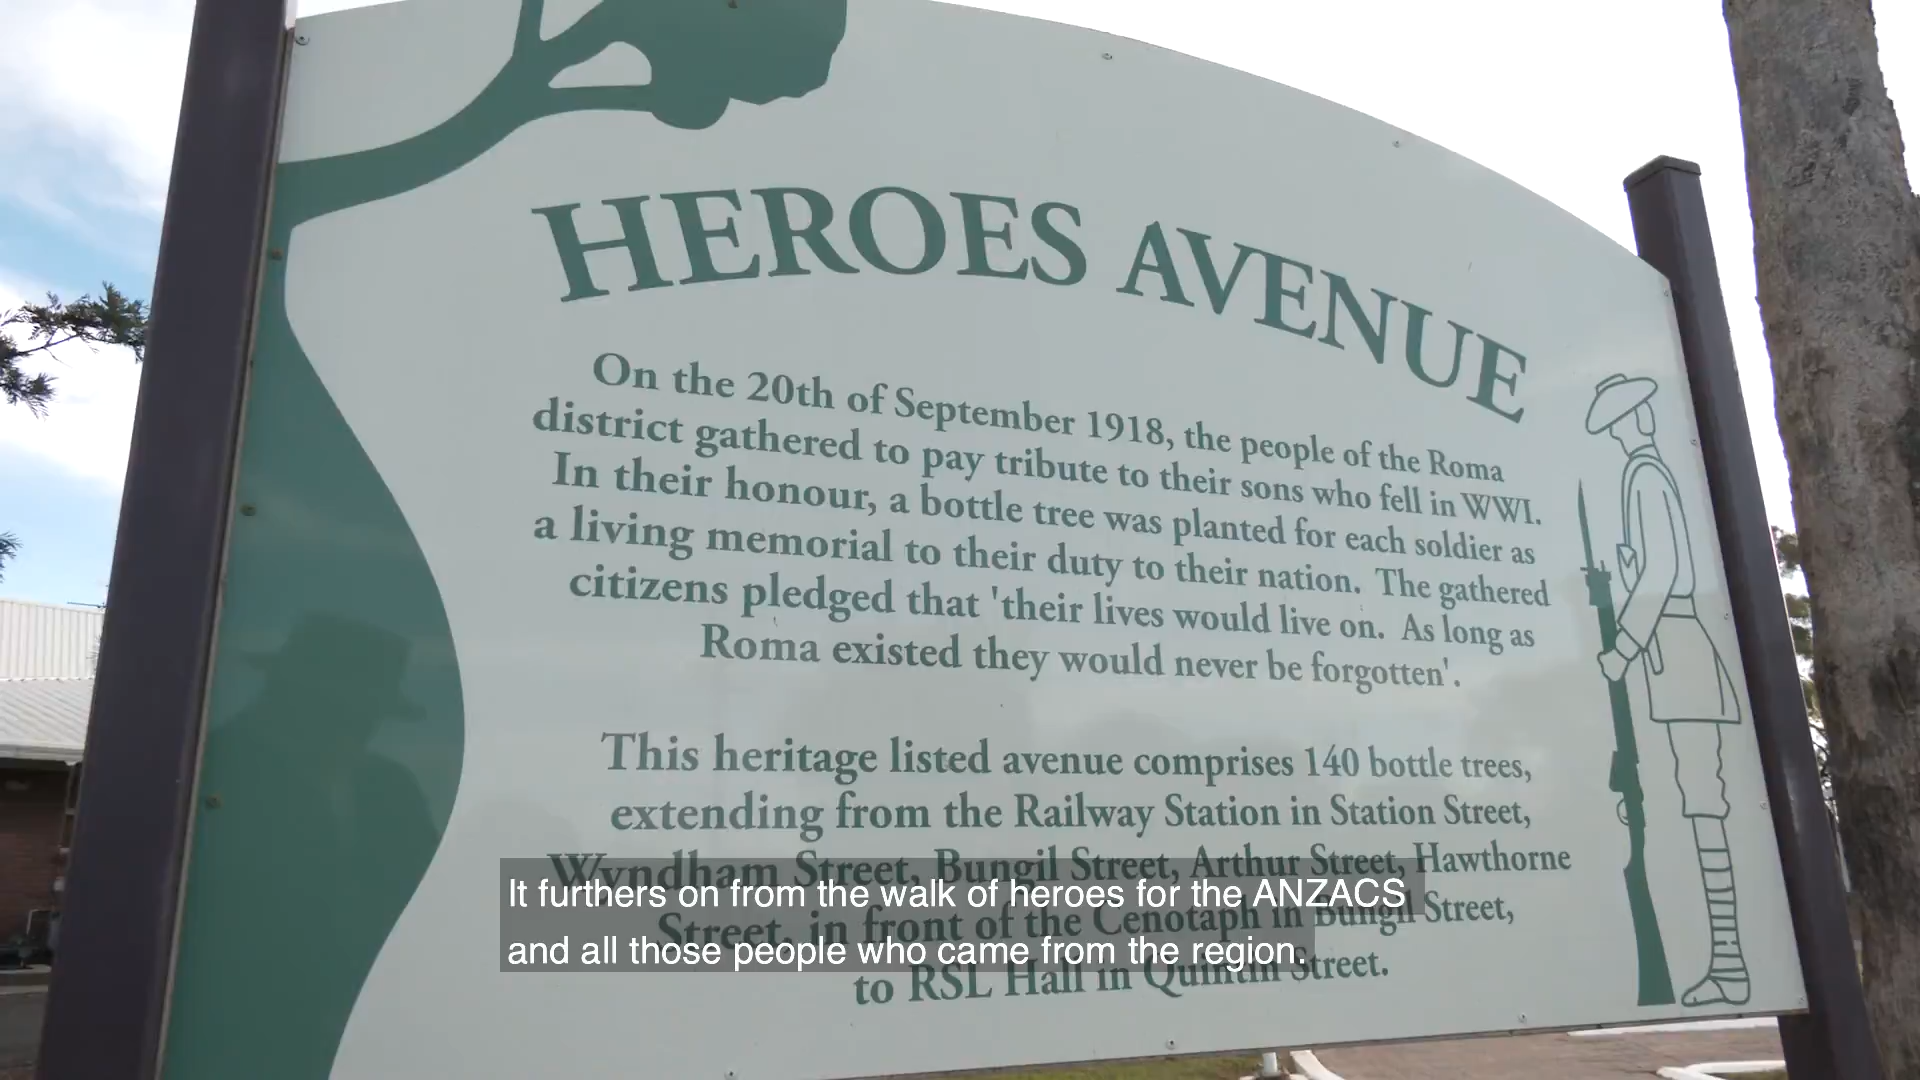 HEROES AVENUE
On the 20th of September 1918, the people of the Roma
district gathered to pay tribute to their sons who fell in WWI.
In their honour, a bottle tree was planted for each soldier as
a living memorial to their duty to their nation. The gathered
citizens pledged that 'their lives would live on. As long as
Roma existed they would never be forgotten'.
This heritage listed avenue comprises 140 bottle trees,
extending from the Railway Station in Station Street,
Wyndham Street, Bungil Street, Arthur Street, Hawthorne
Street, in front of the Cenotaph in Bungil Street,
to RSL Hall in Quintin Street.
It furthers on from the walk of heroes for the ANZACS
and all those people who came from the region.